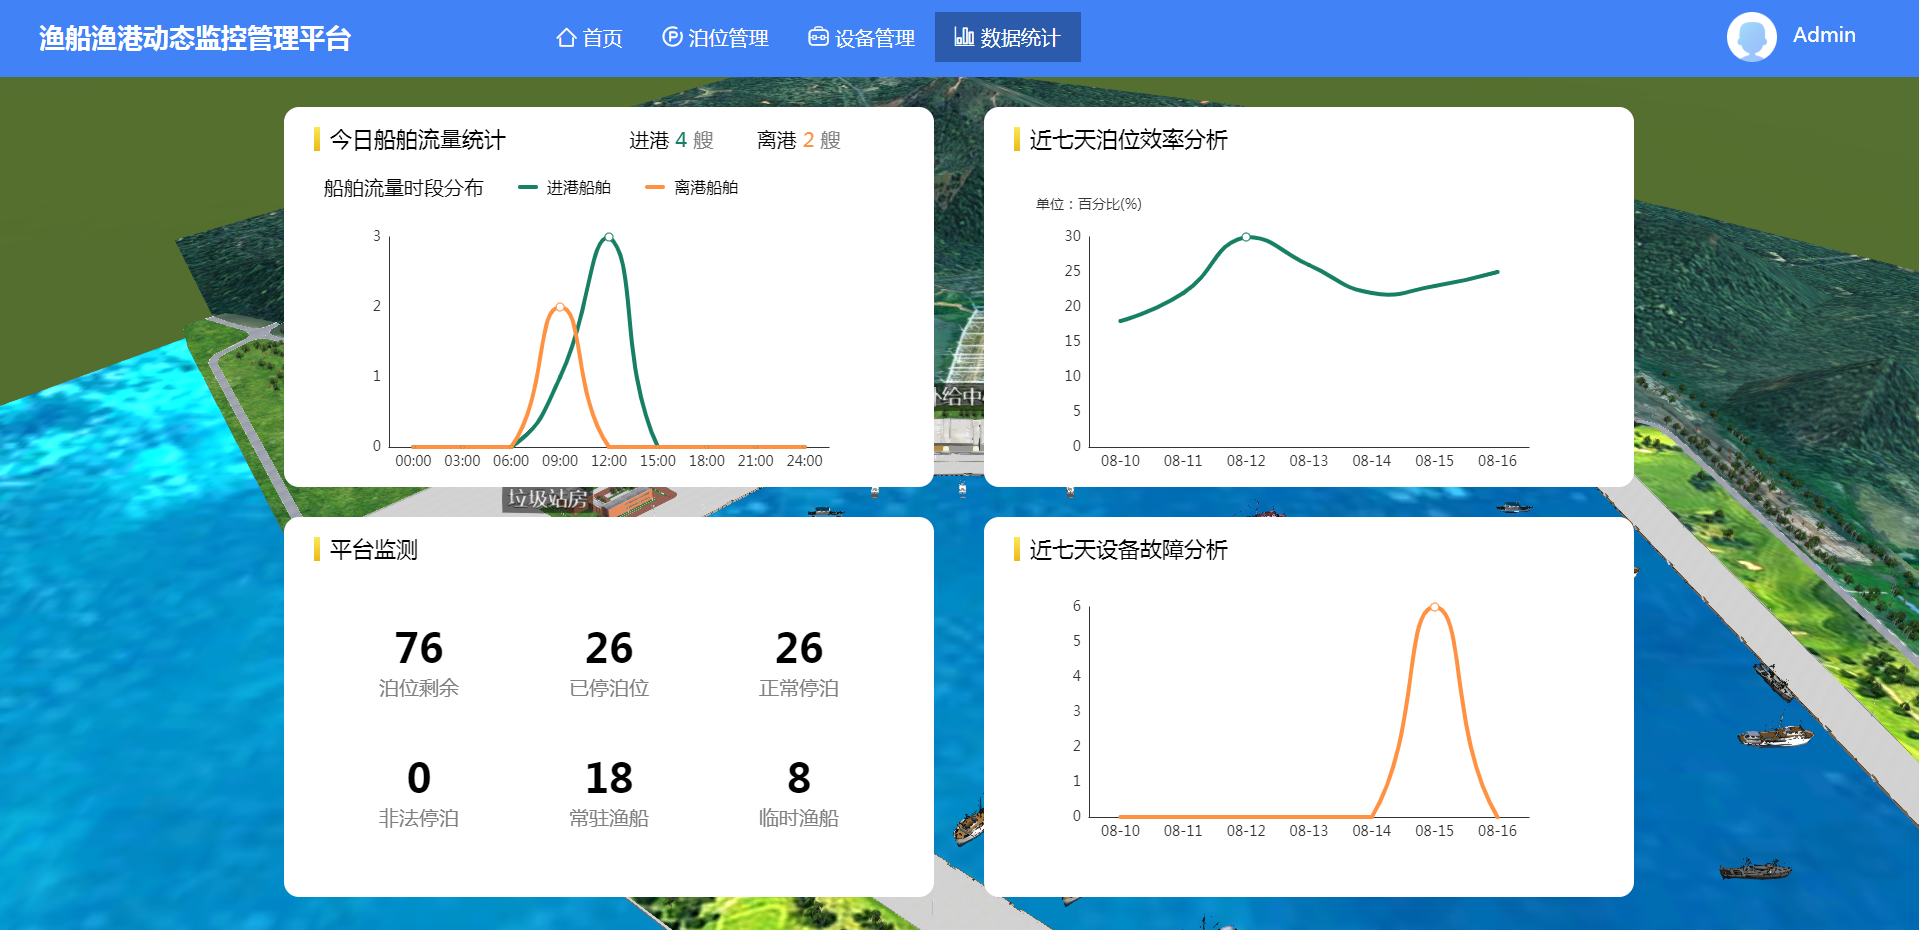 渔船渔港动态监控管理平台
首页
泊位管理
设备管理
数据统计
Admin
今日船舶流量统计 进港 4 艘 离港 2 艘
船舶流量时段分布 进港船舶 离港船舶
3
2
1
0
00:00 03:00 06:00 09:00 12:00 15:00 18:00 21:00 24:00
近七天泊位效率分析
单位：百分比(%)
30
25
20
15
10
5
0
08-10 08-11 08-12 08-13 08-14 08-15 08-16
给中
垃圾站房
平台监测
76 26 26
泊位剩余 已停泊位 正常停泊
0 18 8
非法停泊 常驻渔船 临时渔船
近七天设备故障分析
6
5
4
3
2
1
0
08-10 08-11 08-12 08-13 08-14 08-15 08-16